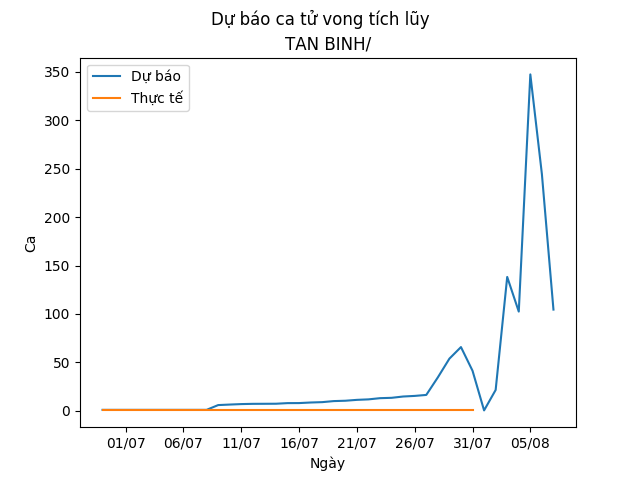 Dự báo ca tử vong tích lũy
TAN BINH/
Dự báo
Thực tế
350
300
250
200
150
100
50
0
Ca
01/07 06/07 11/07 16/07 21/07 26/07 31/07 05/08
Ngày